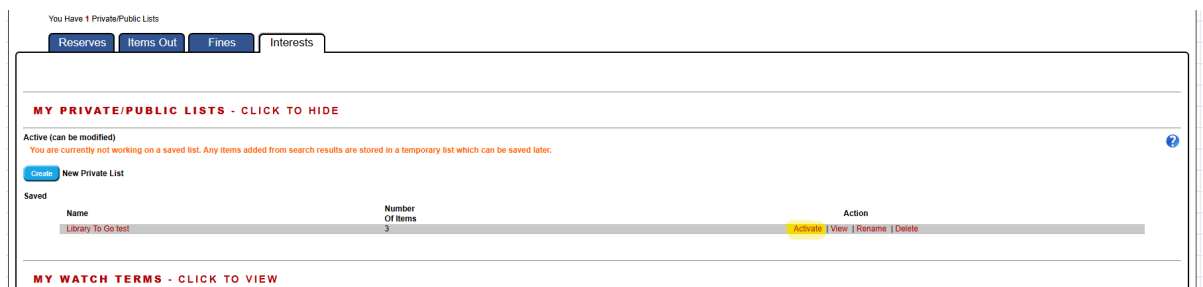 You Have 1 Private/Public Lists
Reserves Items Out Fines Interests
MY PRIVATE/PUBLIC LISTS - CLICK TO HIDE
Active (can be modified)
You are currently not working on a saved list. Any items added from search results are stored in a temporary list which can be saved later.
?
Create New Private List
Saved
Name Number Of Items Action
Library To Go test 3 Activate | View | Rename | Delete
MY WATCH TERMS - CLICK TO VIEW